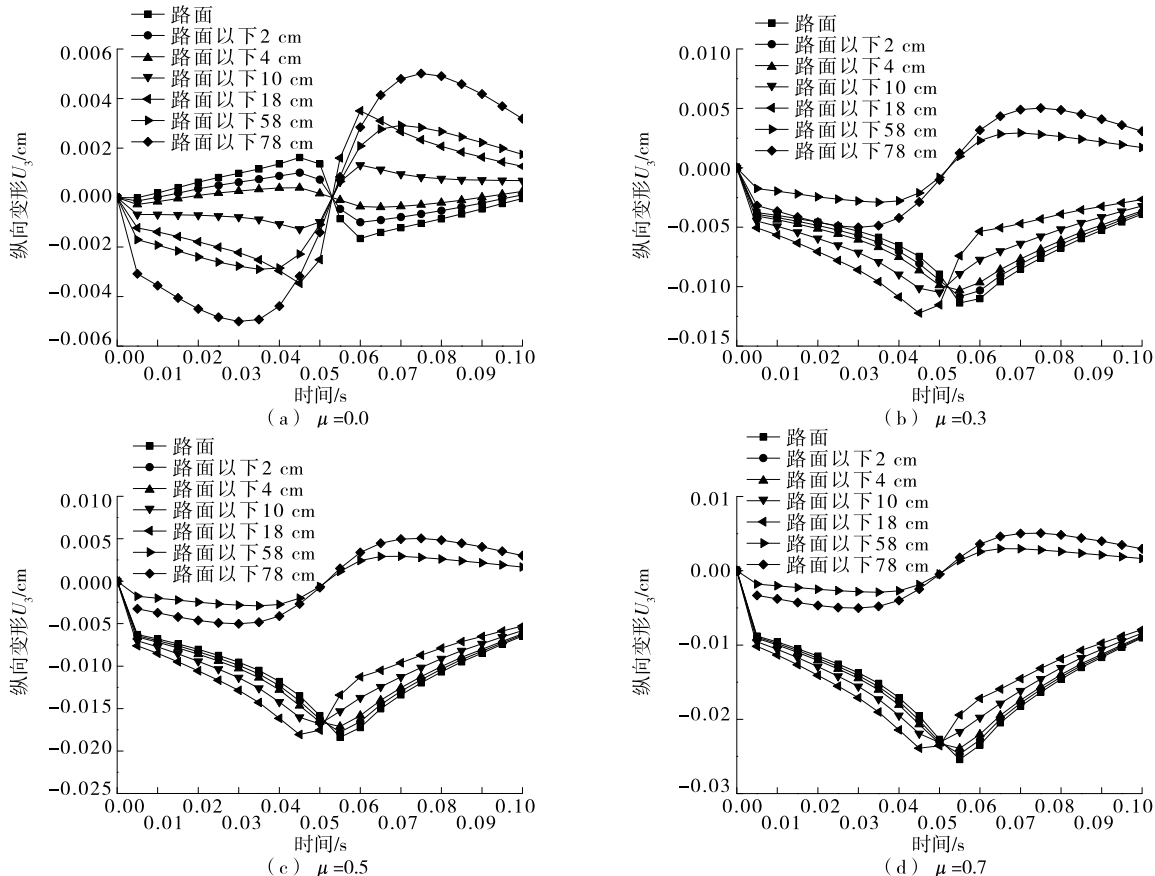 路面
路面以下2 cm
路面以下4 cm
路面以下10 cm
路面以下18 cm
路面以下58 cm
路面以下78 cm
纵向变形U3/cm
0.006
0.004
0.002
0.000
−0.002
−0.004
−0.006
0.00 0.02 0.04 0.06 0.08 0.10
0.01 0.03 0.05 0.07 0.09
时间/s
（a） μ=0.0
路面
路面以下2 cm
路面以下4 cm
路面以下10 cm
路面以下18 cm
路面以下58 cm
路面以下78 cm
纵向变形U3/cm
0.010
0.005
0.000
−0.005
−0.010
−0.015
0.00 0.02 0.04 0.06 0.08 0.10
0.01 0.03 0.05 0.07 0.09
时间/s
（b） μ=0.3
路面
路面以下2 cm
路面以下4 cm
路面以下10 cm
路面以下18 cm
路面以下58 cm
路面以下78 cm
纵向变形U3/cm
0.010
0.005
0.000
−0.005
−0.010
−0.015
−0.020
−0.025
0.00 0.02 0.04 0.06 0.08 0.10
0.01 0.03 0.05 0.07 0.09
时间/s
（c） μ=0.5
路面
路面以下2 cm
路面以下4 cm
路面以下10 cm
路面以下18 cm
路面以下58 cm
路面以下78 cm
纵向变形U3/cm
0.01
0.00
−0.01
−0.02
−0.03
0.00 0.02 0.04 0.06 0.08 0.10
0.01 0.03 0.05 0.07 0.09
时间/s
（d） μ=0.7